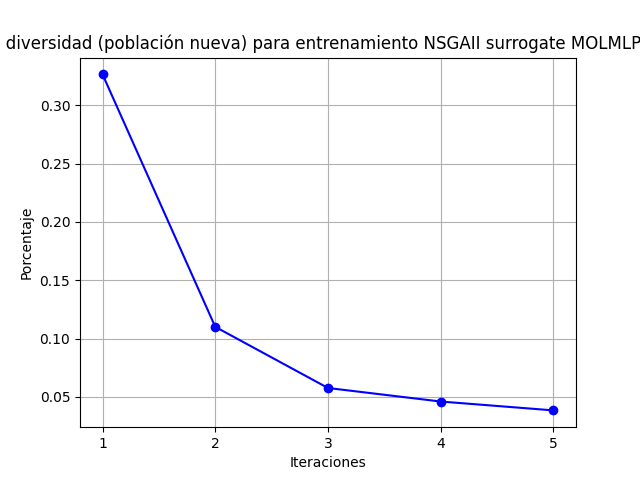 diversidad (población nueva) para entrenamiento NSGAII surrogate MOLMLP
0.30
0.25
0.20
0.15
0.10
0.05
Porcentaje
1 2 3 4 5
Iteraciones